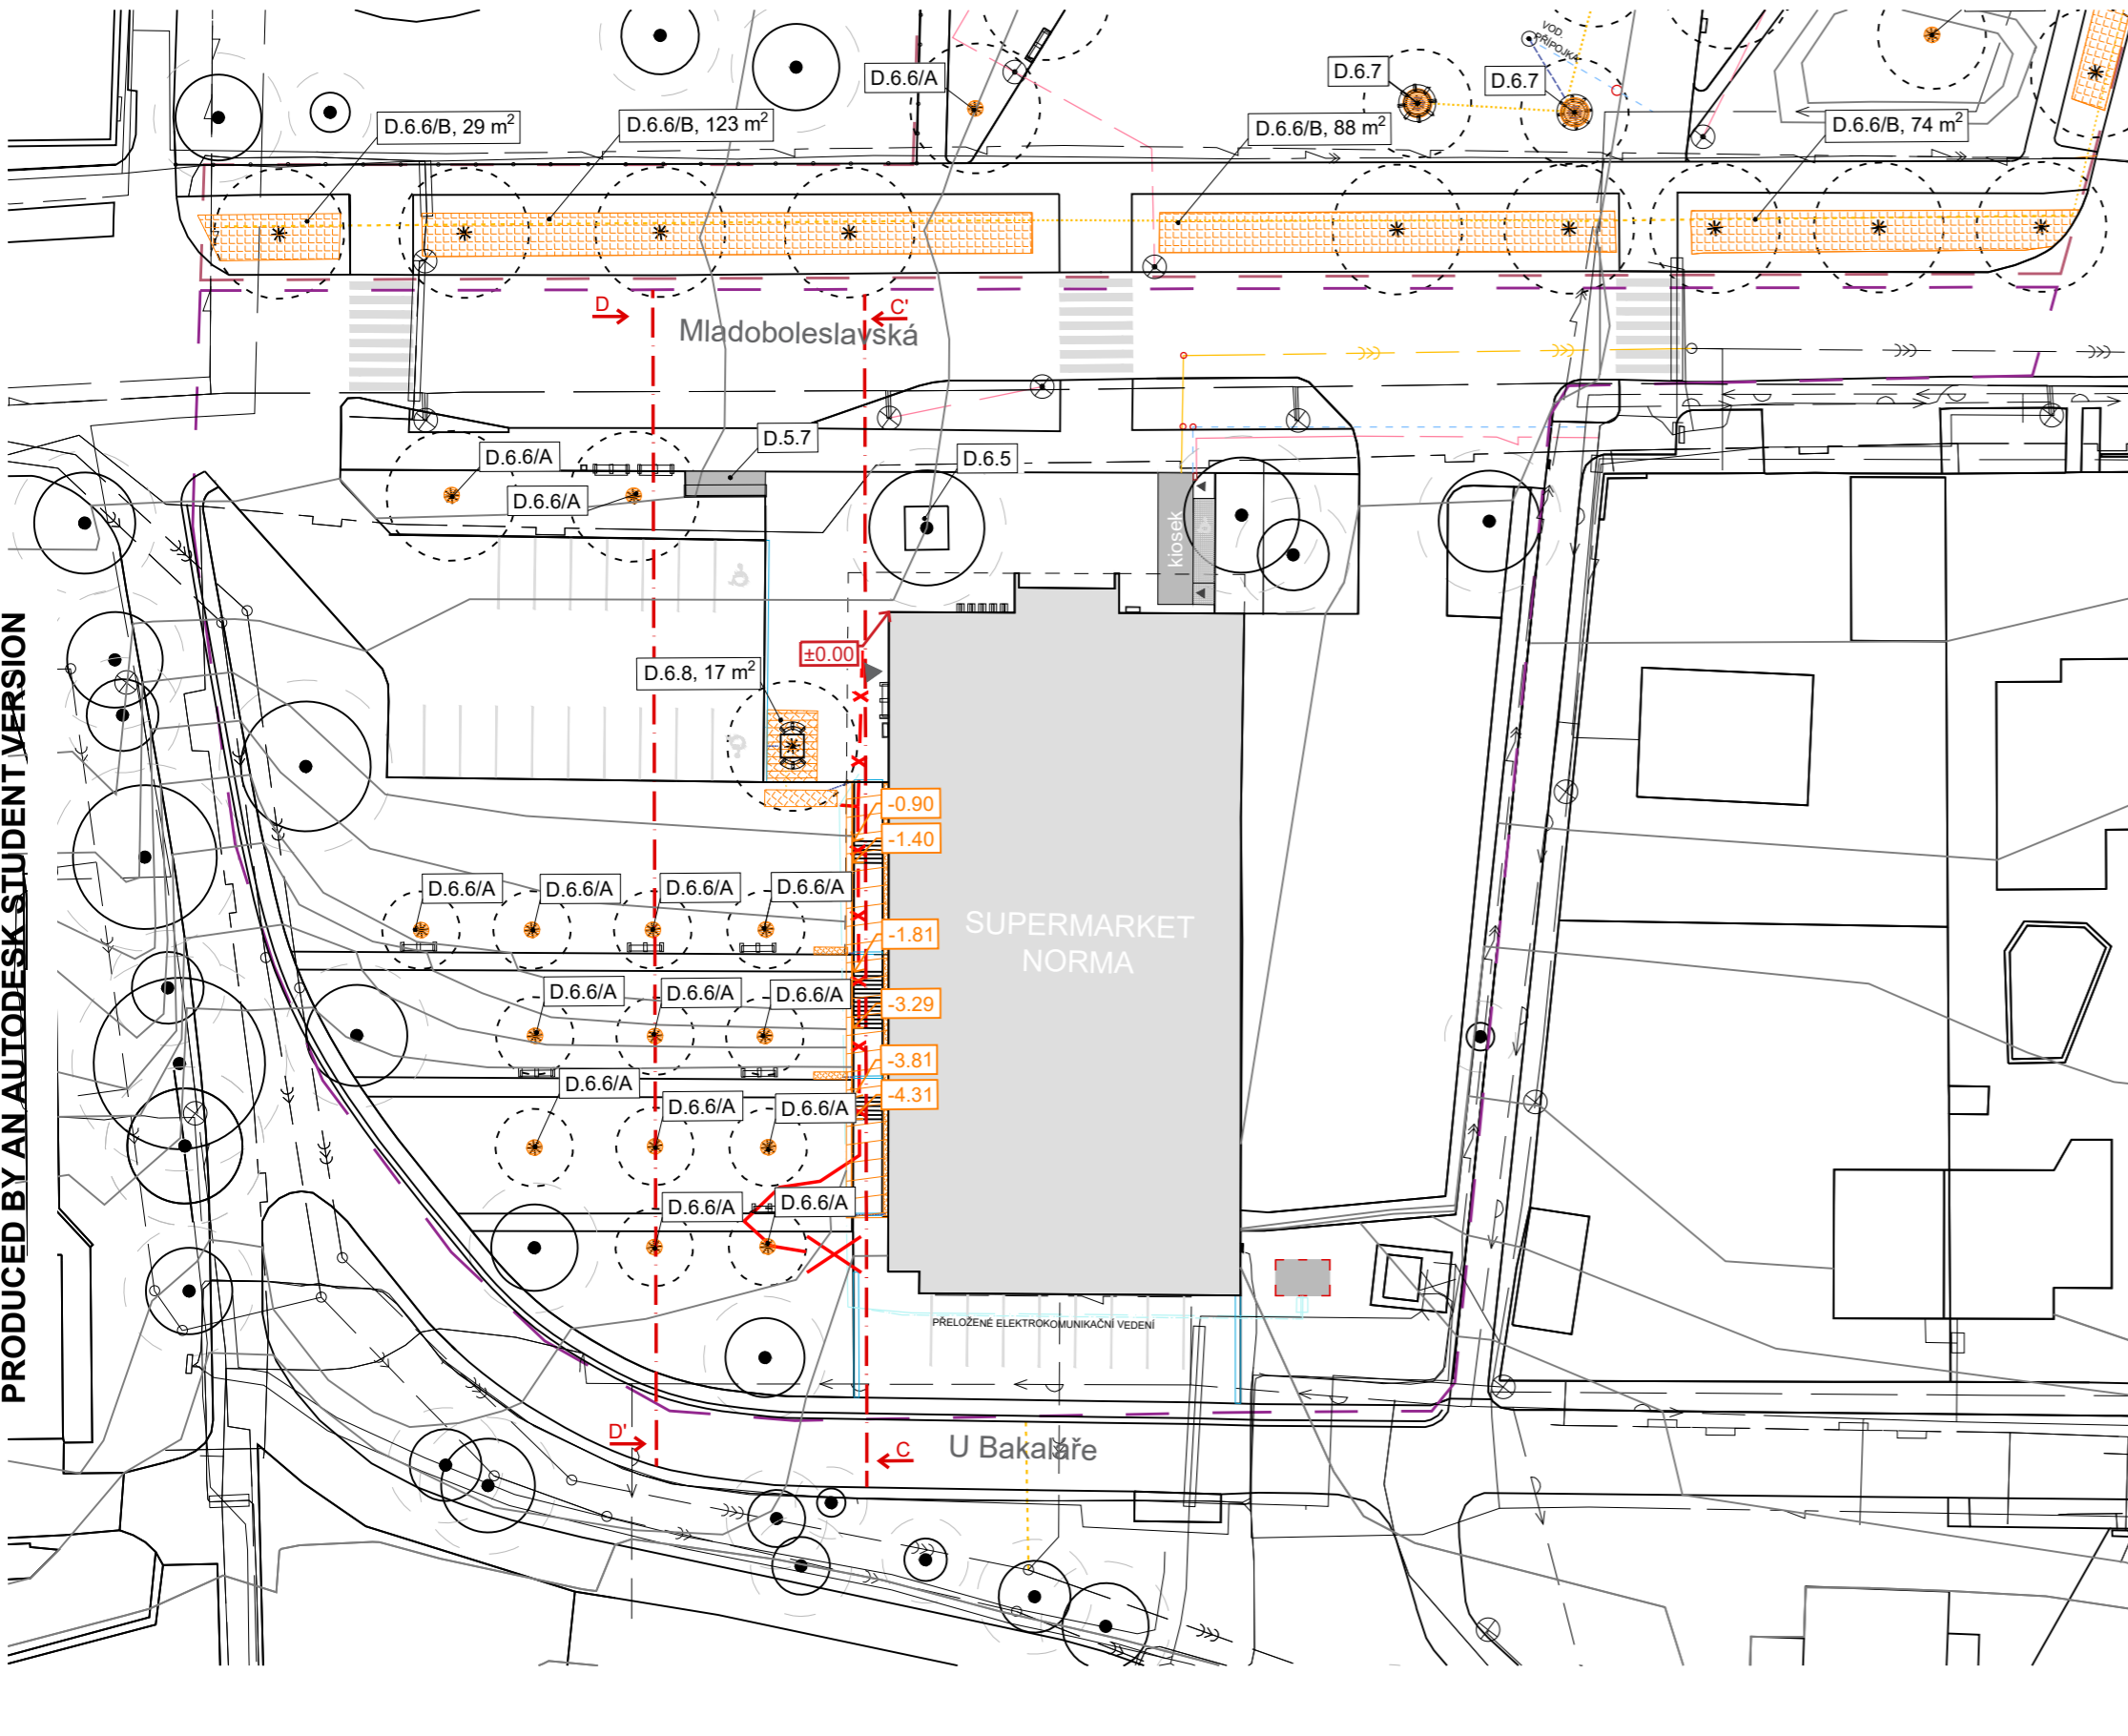 D.6.6/A
D.6.7
D.6.7
VOD.
PŘÍPOJKA
D.6.6/B, 29 m²
D.6.6/B, 123 m²
D.6.6/B, 88 m²
D.6.6/B, 74 m²
D
C'
Mladoboleslavská
D.6.6/A
D.5.7
D.6.5
D.6.6/A
kiosek
±0.00
D.6.8, 17 m²
PRODUCED BY AN AUTODESK STUDENT VERSION
-0.90
-1.40
D.6.6/A
D.6.6/A
D.6.6/A
D.6.6/A
-1.81
SUPERMARKET
NORMA
D.6.6/A
D.6.6/A
D.6.6/A
-3.29
-3.81
D.6.6/A
-4.31
D.6.6/A
D.6.6/A
D.6.6/A
D.6.6/A
PŘELOŽENÉ ELEKTROKOMUNIKAČNÍ VEDENÍ
D'
C
U Bakaláře